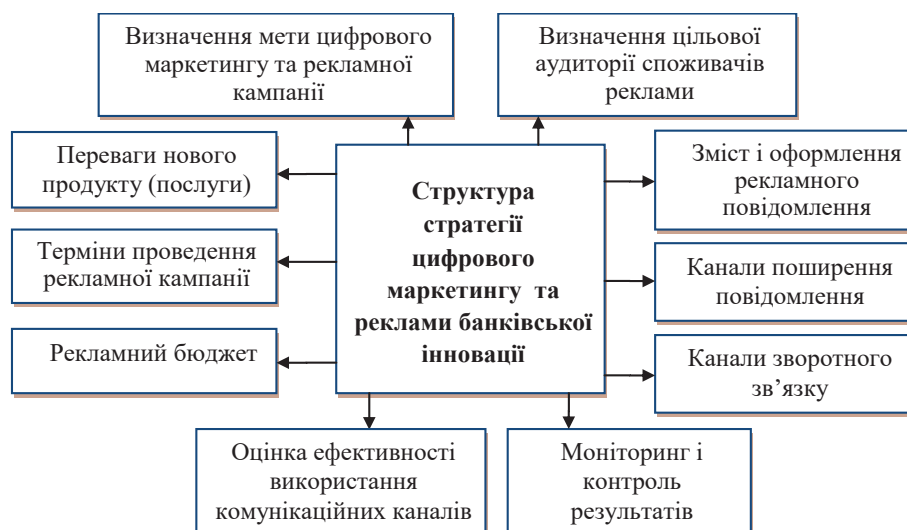 Визначення мети цифрового
маркетингу та рекламної
кампанії
Визначення цільової
аудиторії споживачів
реклами
Переваги нового
продукту (послуги)
Терміни проведення
рекламної кампанії
Рекламний бюджет
Структура
стратегії
цифрового
маркетингу та
реклами банківської
інновації
Зміст і оформлення
рекламного
повідомлення
Канали поширення
повідомлення
Канали зворотного
зв’язку
Оцінка ефективності
використання
комунікаційних каналів
Моніторинг і
контроль
результатів